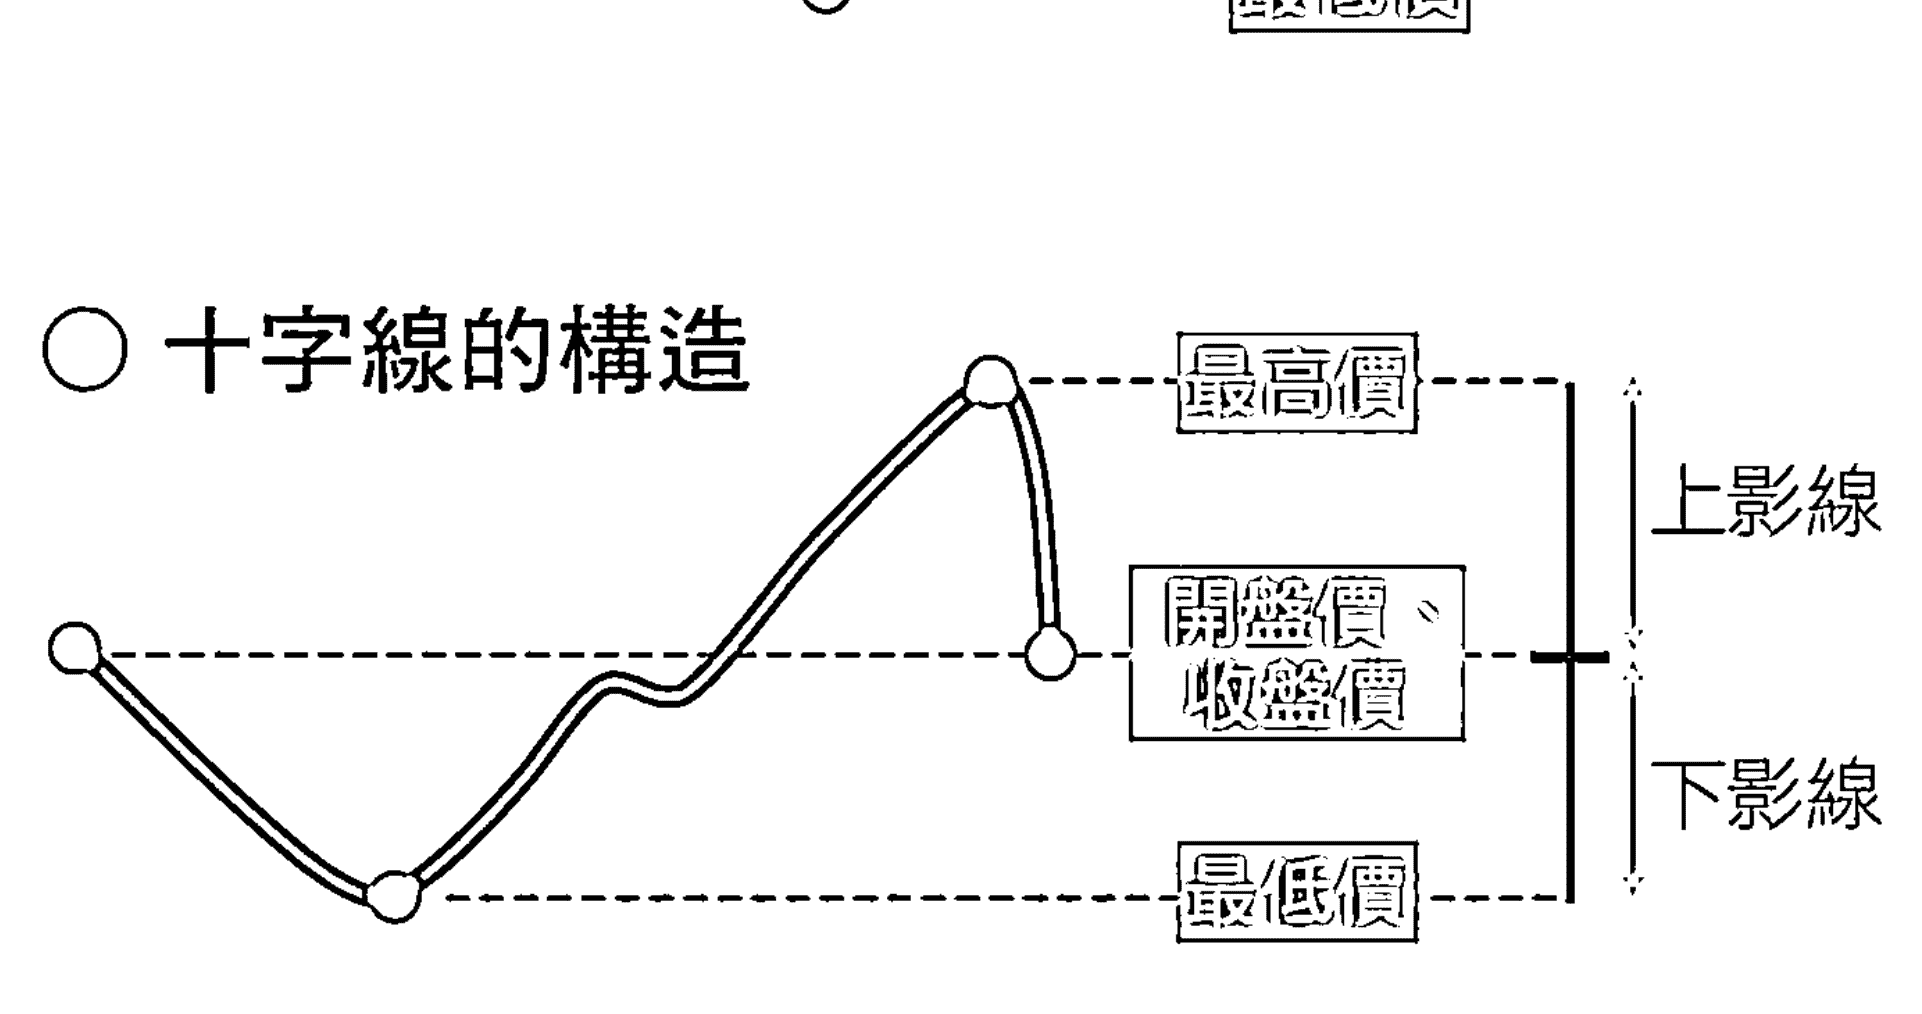 十字線的構造
最高價
上影線
開盤價、
收盤價
下影線
最低價